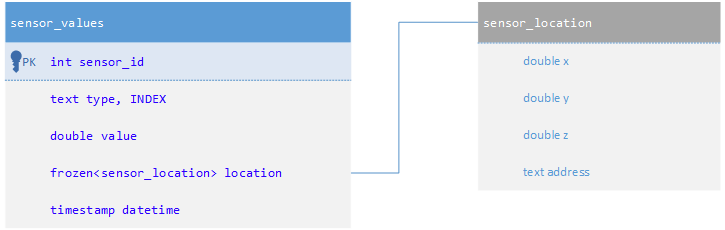 sensor_values
PK int sensor_id
text type, INDEX
double value
frozen<sensor_location> location
timestamp datetime
sensor_location
double x
double y
double z
text address